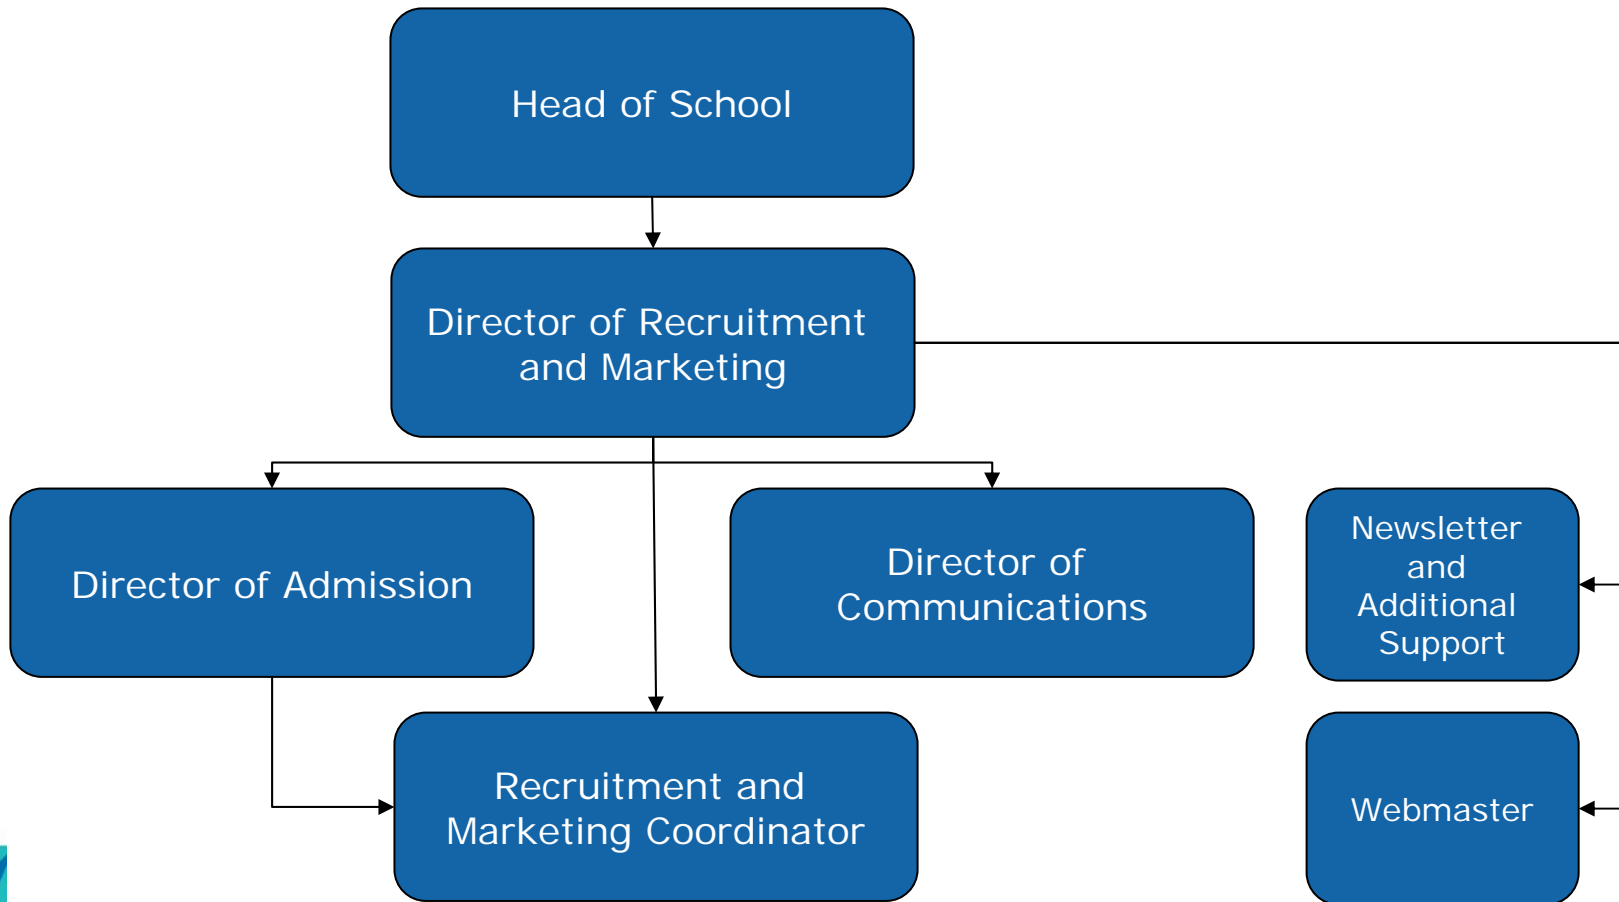 Head of School
Director of Recruitment
and Marketing
Director of Admission
Director of
Communications
Newsletter
and
Additional
Support
Recruitment and
Marketing Coordinator
Webmaster